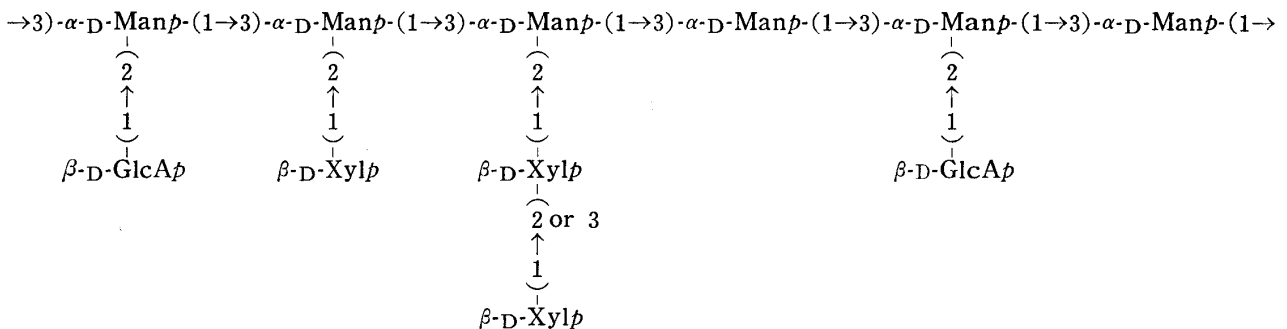 →3)-α-D-Manp-(1→3)-α-D-Manp-(1→3)-α-D-Manp-(1→3)-α-D-Manp-(1→3)-α-D-Manp-(1→3)-α-D-Manp-(1→
2 2 2 2
↑ ↑ ↑ ↑
1 1 1 1
β-D-GlcAp β-D-Xylp β-D-Xylp β-D-GlcAp
2 or 3
↑
1
β-D-Xylp